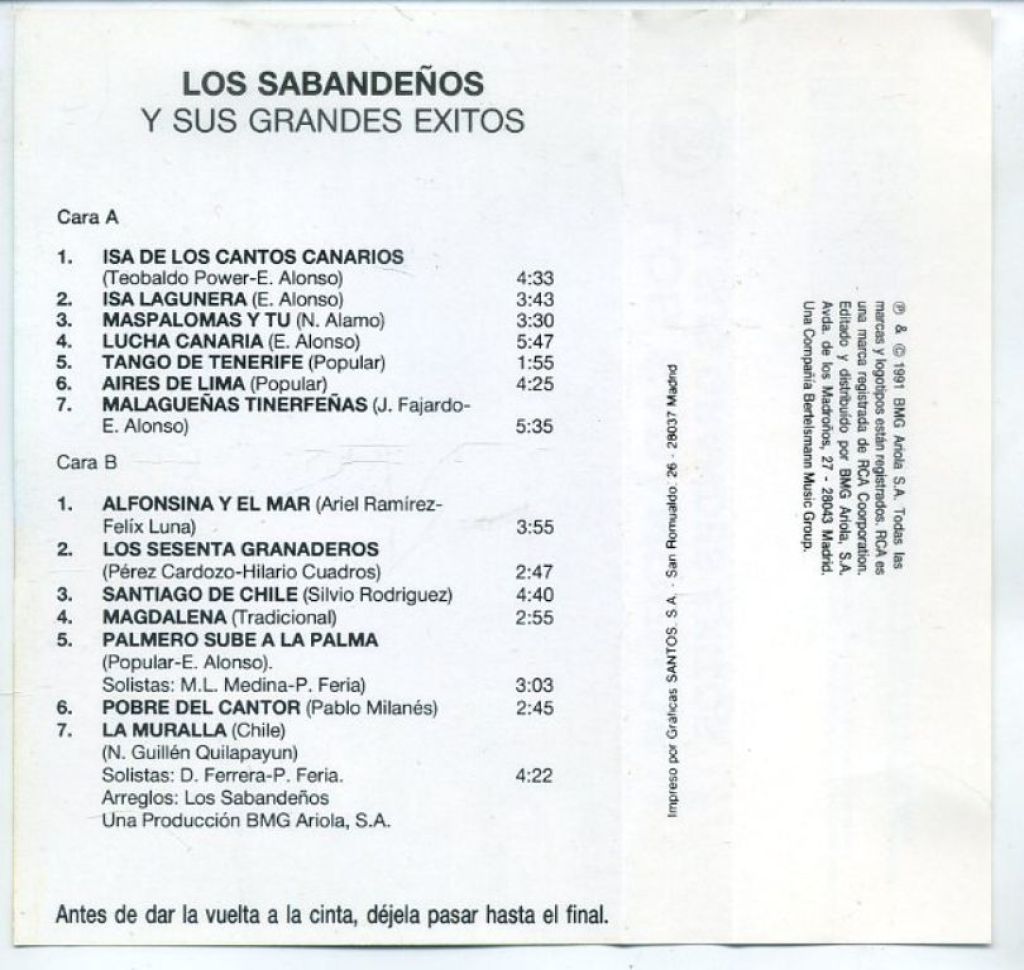 LOS SABANDEÑOS
Y SUS GRANDES EXITOS
Cara A
1. ISA DE LOS CANTOS CANARIOS
(Teobaldo Power-E. Alonso) 4:33
2. ISA LAGUNERA (E. Alonso) 3:43
3. MASPALOMAS Y TU (N. Alamo) 3:30
4. LUCHA CANARIA (E. Alonso) 5:47
5. TANGO DE TENERIFE (Popular) 1:55
6. AIRES DE LIMA (Popular) 4:25
7. MALAGUEÑAS TINERFEÑAS (J. Fajardo-
E. Alonso) 5:35
Cara B
1. ALFONSINA Y EL MAR (Ariel Ramírez-
Felíx Luna) 3:55
2. LOS SESENTA GRANADEROS
(Pérez Cardozo-Hilario Cuadros) 2:47
3. SANTIAGO DE CHILE (Silvio Rodriguez) 4:40
4. MAGDALENA (Tradicional) 2:55
5. PALMERO SUBE A LA PALMA
(Popular-E. Alonso).
Solistas: M.L. Medina-P. Feria) 3:03
6. POBRE DEL CANTOR (Pablo Milanés) 2:45
7. LA MURALLA (Chile)
(N. Guillén Quilapayun)
Solistas: D. Ferrera-P. Feria. 4:22
Arreglos: Los Sabandeños
Una Producción BMG Ariola, S.A.
Antes de dar la vuelta a la cinta, déjela pasar hasta el final.
Impreso por Gráficas SANTOS, S.A. - San Romualdo, 26 - 28037 Madrid
℗ & © 1991 BMG Ariola S.A. Todas las
marcas y logotipos están registrados. RCA es
una marca registrada de RCA Coorporation.
Editado y distribuido por BMG Ariola, S.A.
Avda. de los Madroños, 27 - 28043 Madrid.
Una Compañia Bertelsmann Music Group.